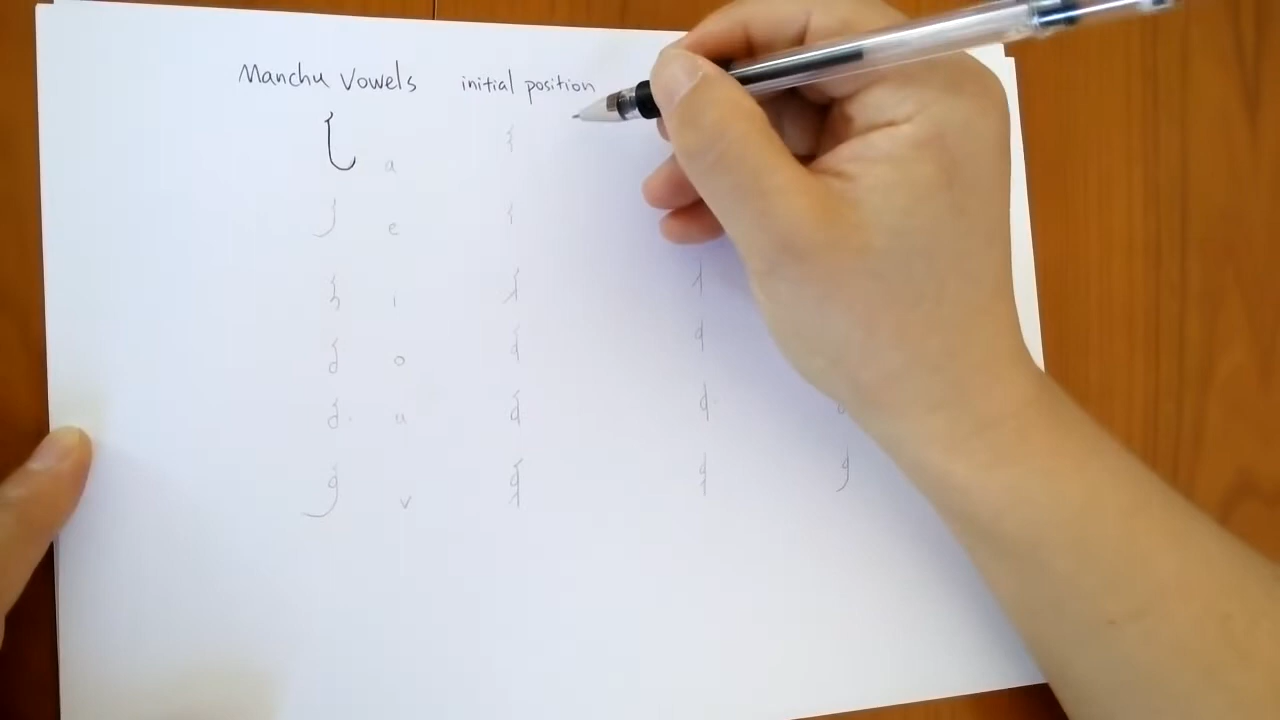 Manchu Vowels initial position
ᠠ a ᠠ
ᡝ e ᡝ
ᡳ i ᡳ ᡳ
ᠣ o ᠣ ᠣ
ᡠ u ᡠ ᡠ
ᡡ v ᡡ ᡡ ᡡ